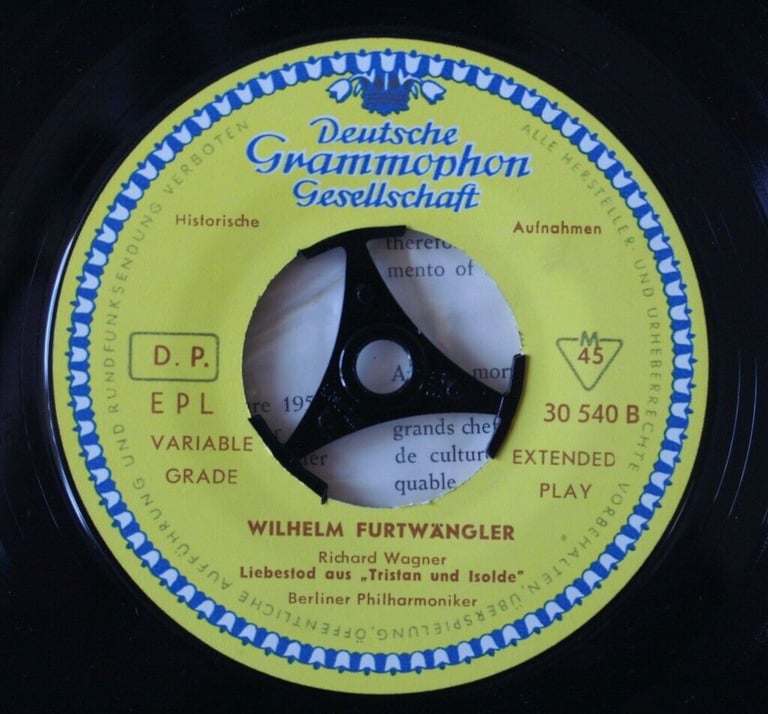 Deutsche
Grammophon
Gesellschaft
Historische Aufnahmen
ALLE HERSTELLER- UND URHEBERRECHTE VORBEHALTEN, ÜBERSPIELUNG, ÖFFENTLICHE AUFFÜHRUNG UND RUNDFUNKSENDUNG VERBOTEN
mento of
D. P.
M
45
E P L
30 540 B
VARIABLE
GRADE
EXTENDED
PLAY
re 195
grands chef
de cultur
quable
WILHELM FURTWÄNGLER
Richard Wagner
Liebestod aus „Tristan und Isolde"
Berliner Philharmoniker